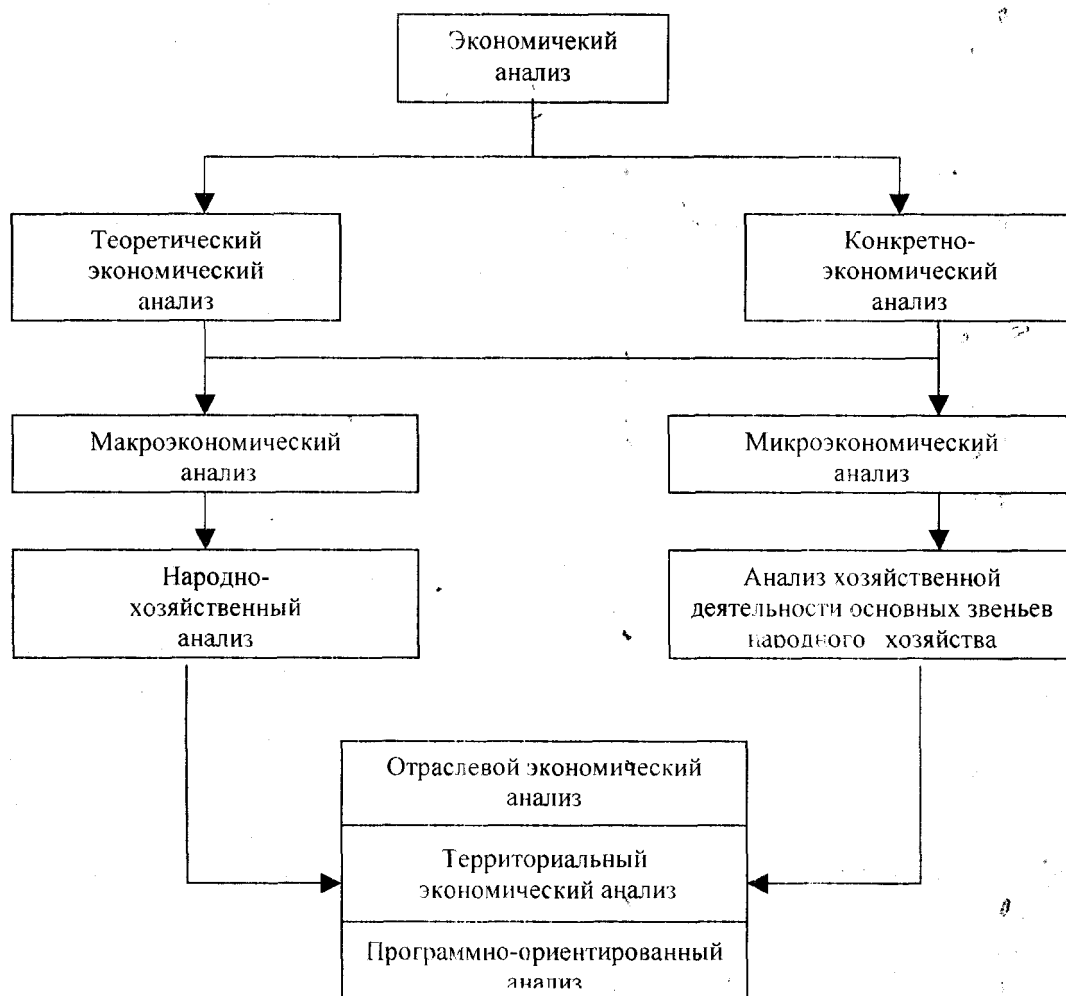 Экономичекий
анализ
Теоретический
экономический
анализ
Конкретно-
экономический
анализ
Макроэкономический
анализ
Микроэкономический
анализ
Народно-
хозяйственный
анализ
Анализ хозяйственной
деятельности основных звеньев
народного хозяйства
Отраслевой экономический
анализ
Территориальный
экономический анализ
Программно-ориентированный
анализ